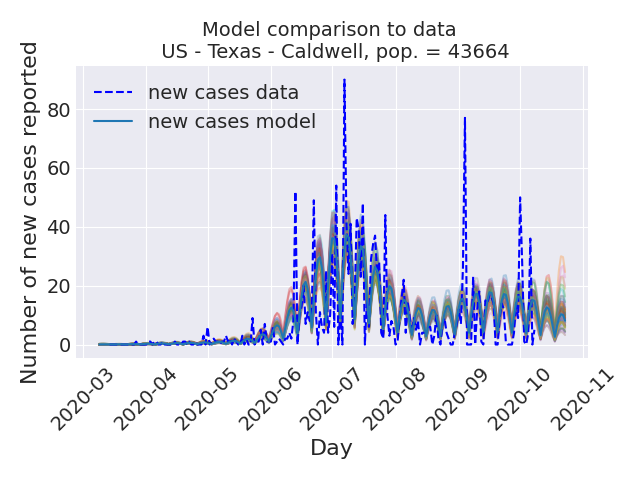 Model comparison to data
US - Texas - Caldwell, pop. = 43664
new cases data
new cases model
Number of new cases reported
80
60
40
20
0
2020-03
2020-04
2020-05
2020-06
2020-07
2020-08
2020-09
2020-10
2020-11
Day